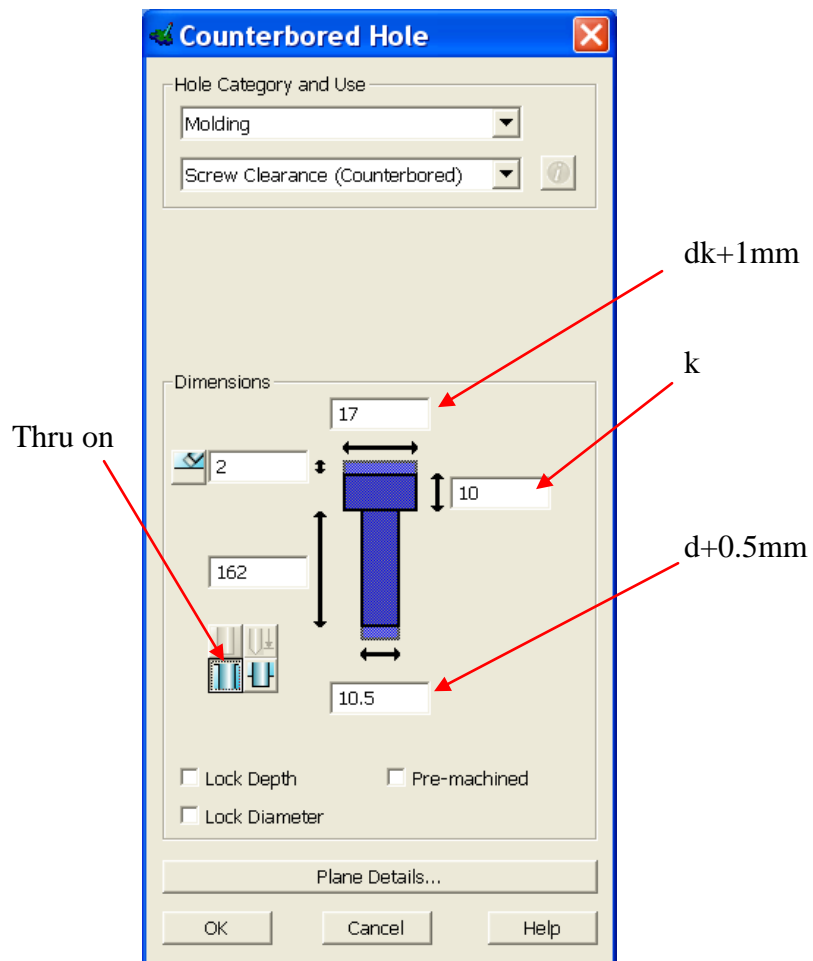 Counterbored Hole
Hole Category and Use
Molding
Screw Clearance (Counterbored)
dk+1mm
k
Dimensions
17
Thru on
2
10
d+0.5mm
162
10.5
Lock Depth
Pre-machined
Lock Diameter
Plane Details...
OK
Cancel
Help